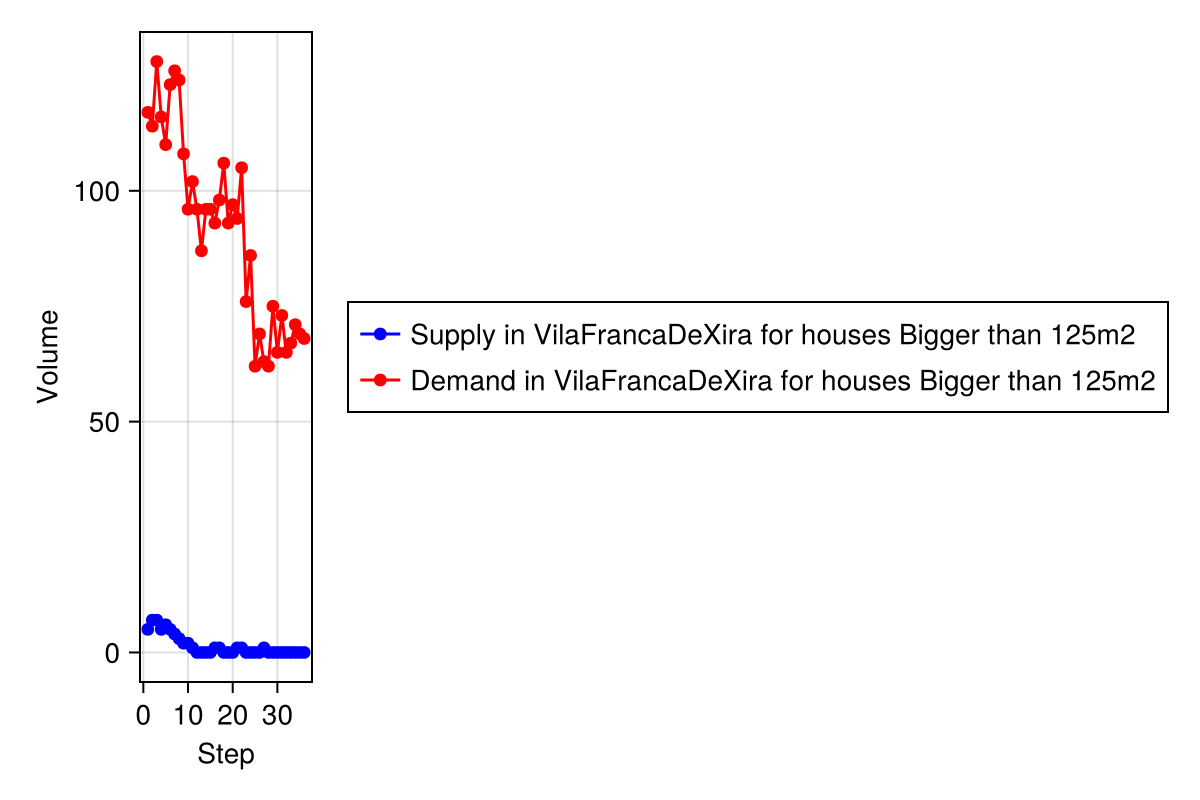 Volume
100
50
0
0 10 20 30
Step
Supply in VilaFrancaDeXira for houses Bigger than 125m2
Demand in VilaFrancaDeXira for houses Bigger than 125m2